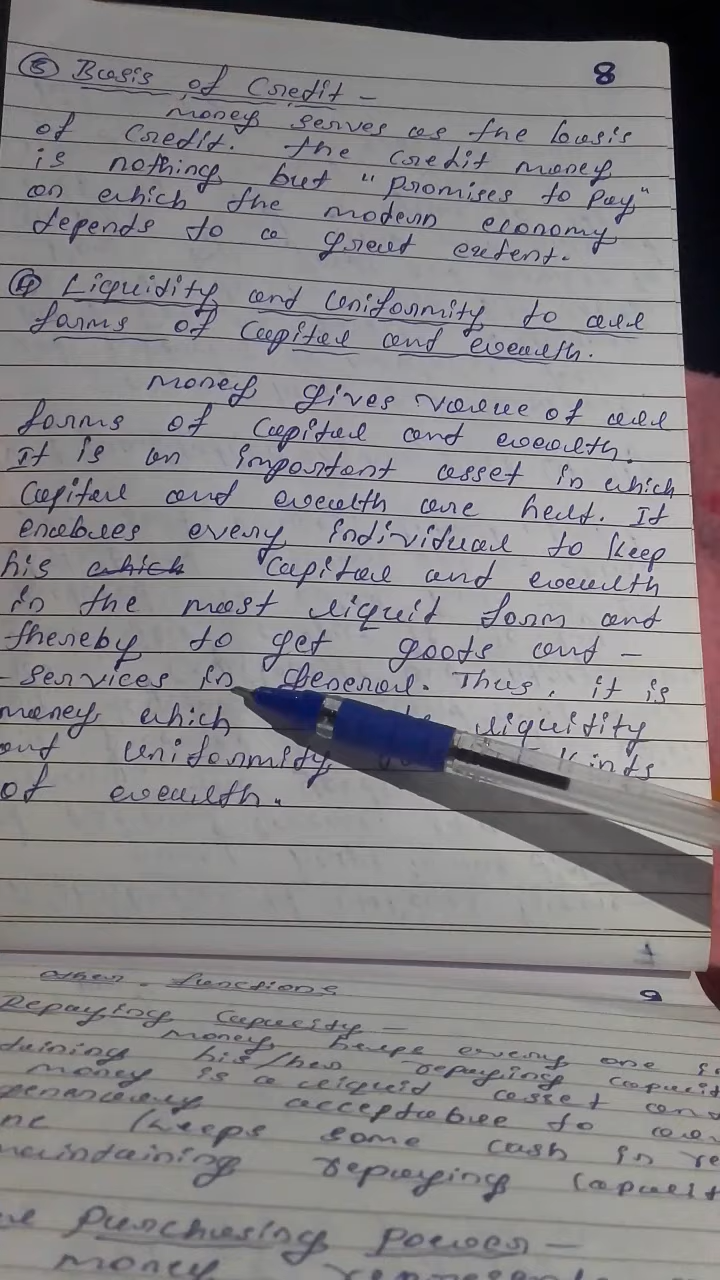 8
③ Basis of Credit –
money serves as the basis
of credit. the credit money
is nothing but "promises to pay"
on which the modern economy
depends to a great extent.
④ Liquidity and uniformity to all
forms of capital and wealth.
money gives value of all
forms of capital and wealth.
It is an important asset in which
capital and wealth are held. It
enables every individual to keep
his which capital and wealth
in the most liquid form and
thereby to get goods and –
- services in general. Thus, it is
money which liquidity
and uniformity kinds
of wealth.
other functions
9
Repaying Capacity –
money helps every one in
his/her repaying
money is a liquid asset and
acceptable to
keeps some cash in
maintaining repaying
Purchasing power –
money